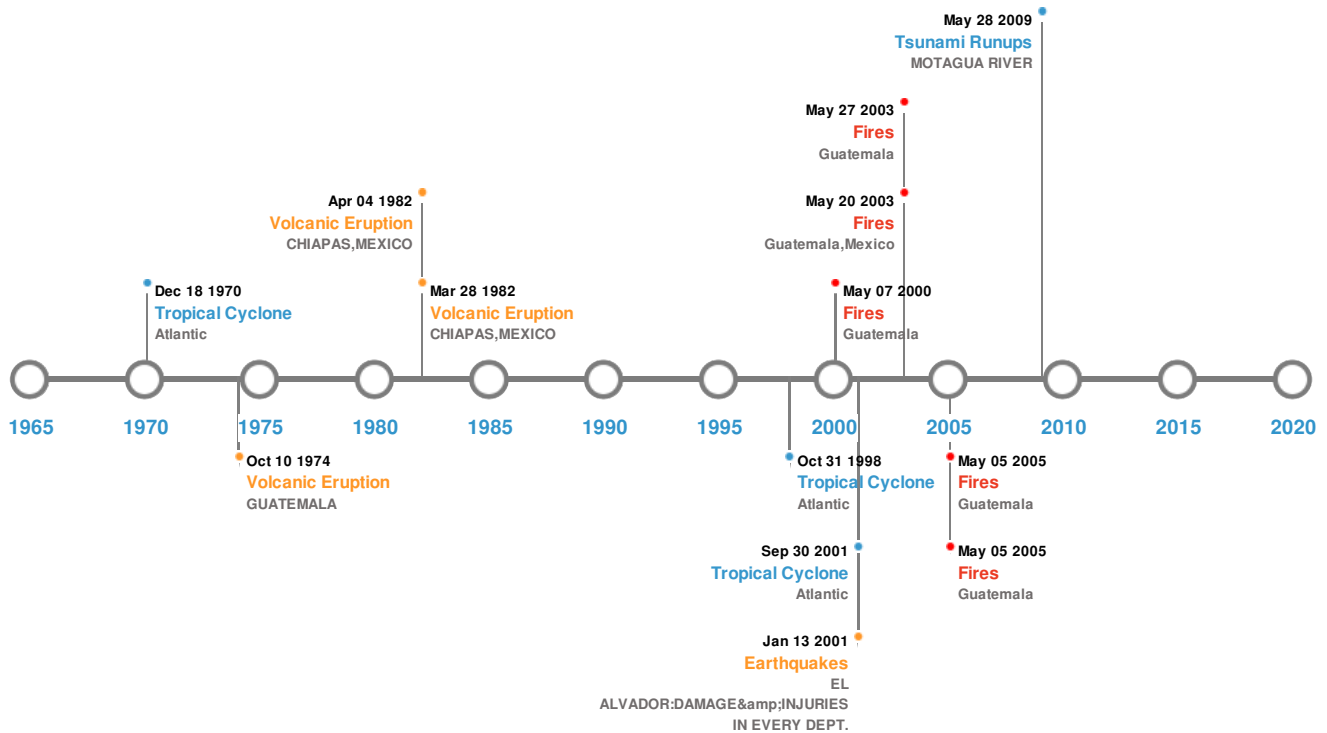 May 28 2009
Tsunami Runups
MOTAGUA RIVER
May 27 2003
Fires
Guatemala
Apr 04 1982
Volcanic Eruption
CHIAPAS,MEXICO
May 20 2003
Fires
Guatemala,Mexico
Dec 18 1970
Tropical Cyclone
Atlantic
Mar 28 1982
Volcanic Eruption
CHIAPAS,MEXICO
May 07 2000
Fires
Guatemala
1965 1970 1975 1980 1985 1990 1995 2000 2005 2010 2015 2020
Oct 10 1974
Volcanic Eruption
GUATEMALA
Oct 31 1998
Tropical Cyclone
Atlantic
May 05 2005
Fires
Guatemala
Sep 30 2001
Tropical Cyclone
Atlantic
May 05 2005
Fires
Guatemala
Jan 13 2001
Earthquakes
EL
ALVADOR:DAMAGE&amp;INJURIES
IN EVERY DEPT.